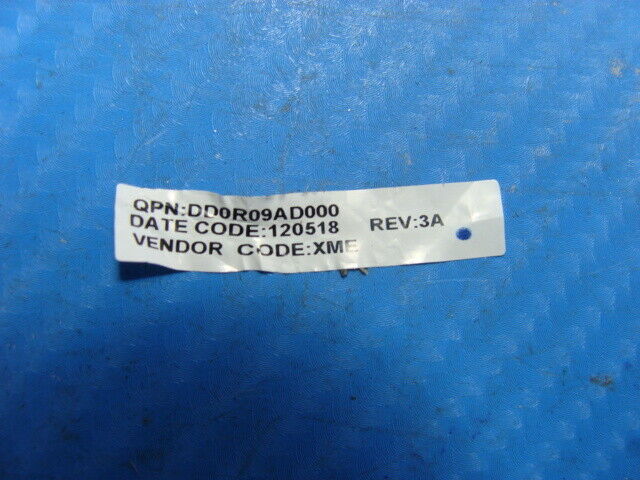 QPN:DD0R09AD000
DATE CODE:120518 REV:3A
VENDOR CODE:XME